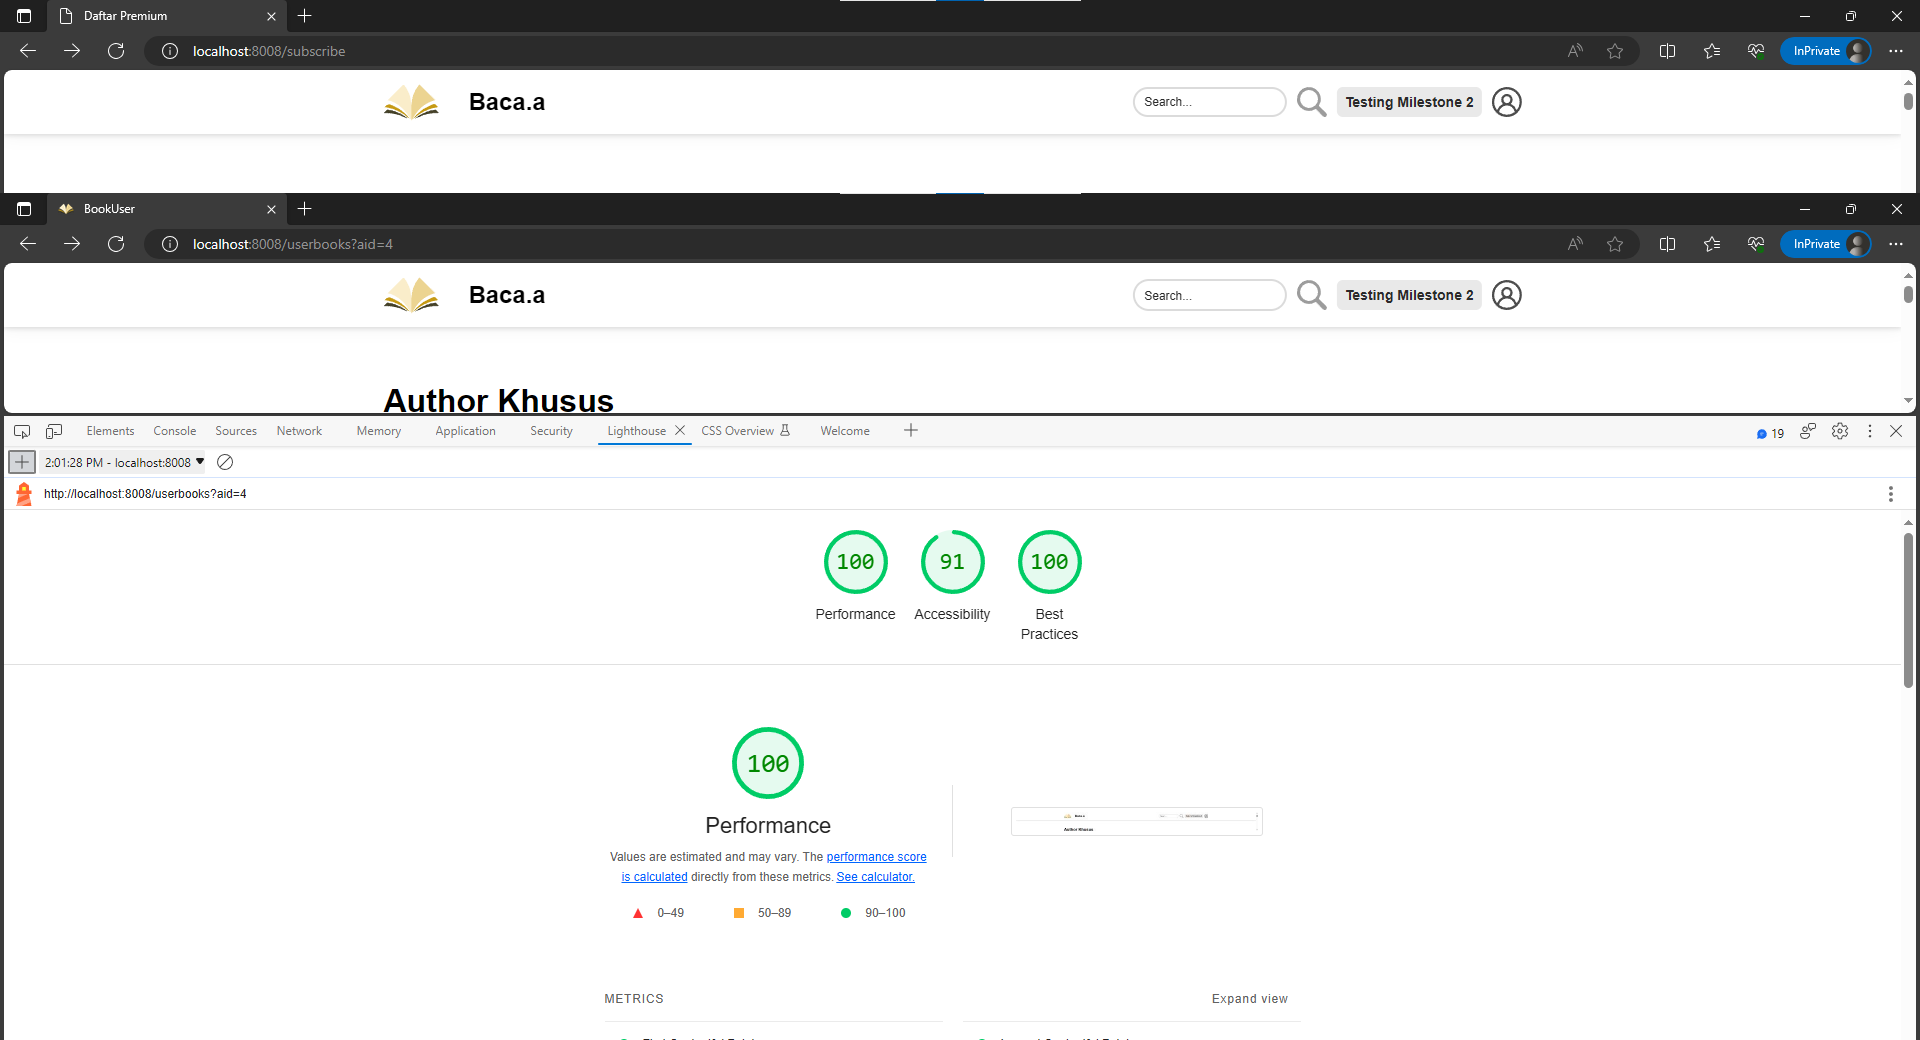 Daftar Premium
localhost:8008/subscribe
InPrivate
Baca.a
Search...
Testing Milestone 2
BookUser
localhost:8008/userbooks?aid=4
InPrivate
Baca.a
Search...
Testing Milestone 2
Author Khusus
Elements Console Sources Network Memory Application Security Lighthouse CSS Overview Welcome
19
2:01:28 PM - localhost:8008
http://localhost:8008/userbooks?aid=4
100 91 100
Performance Accessibility Best
Practices
100
Performance
Values are estimated and may vary. The performance score
is calculated directly from these metrics. See calculator.
0–49 50–89 90–100
Baca.a
Author Khusus
METRICS Expand view